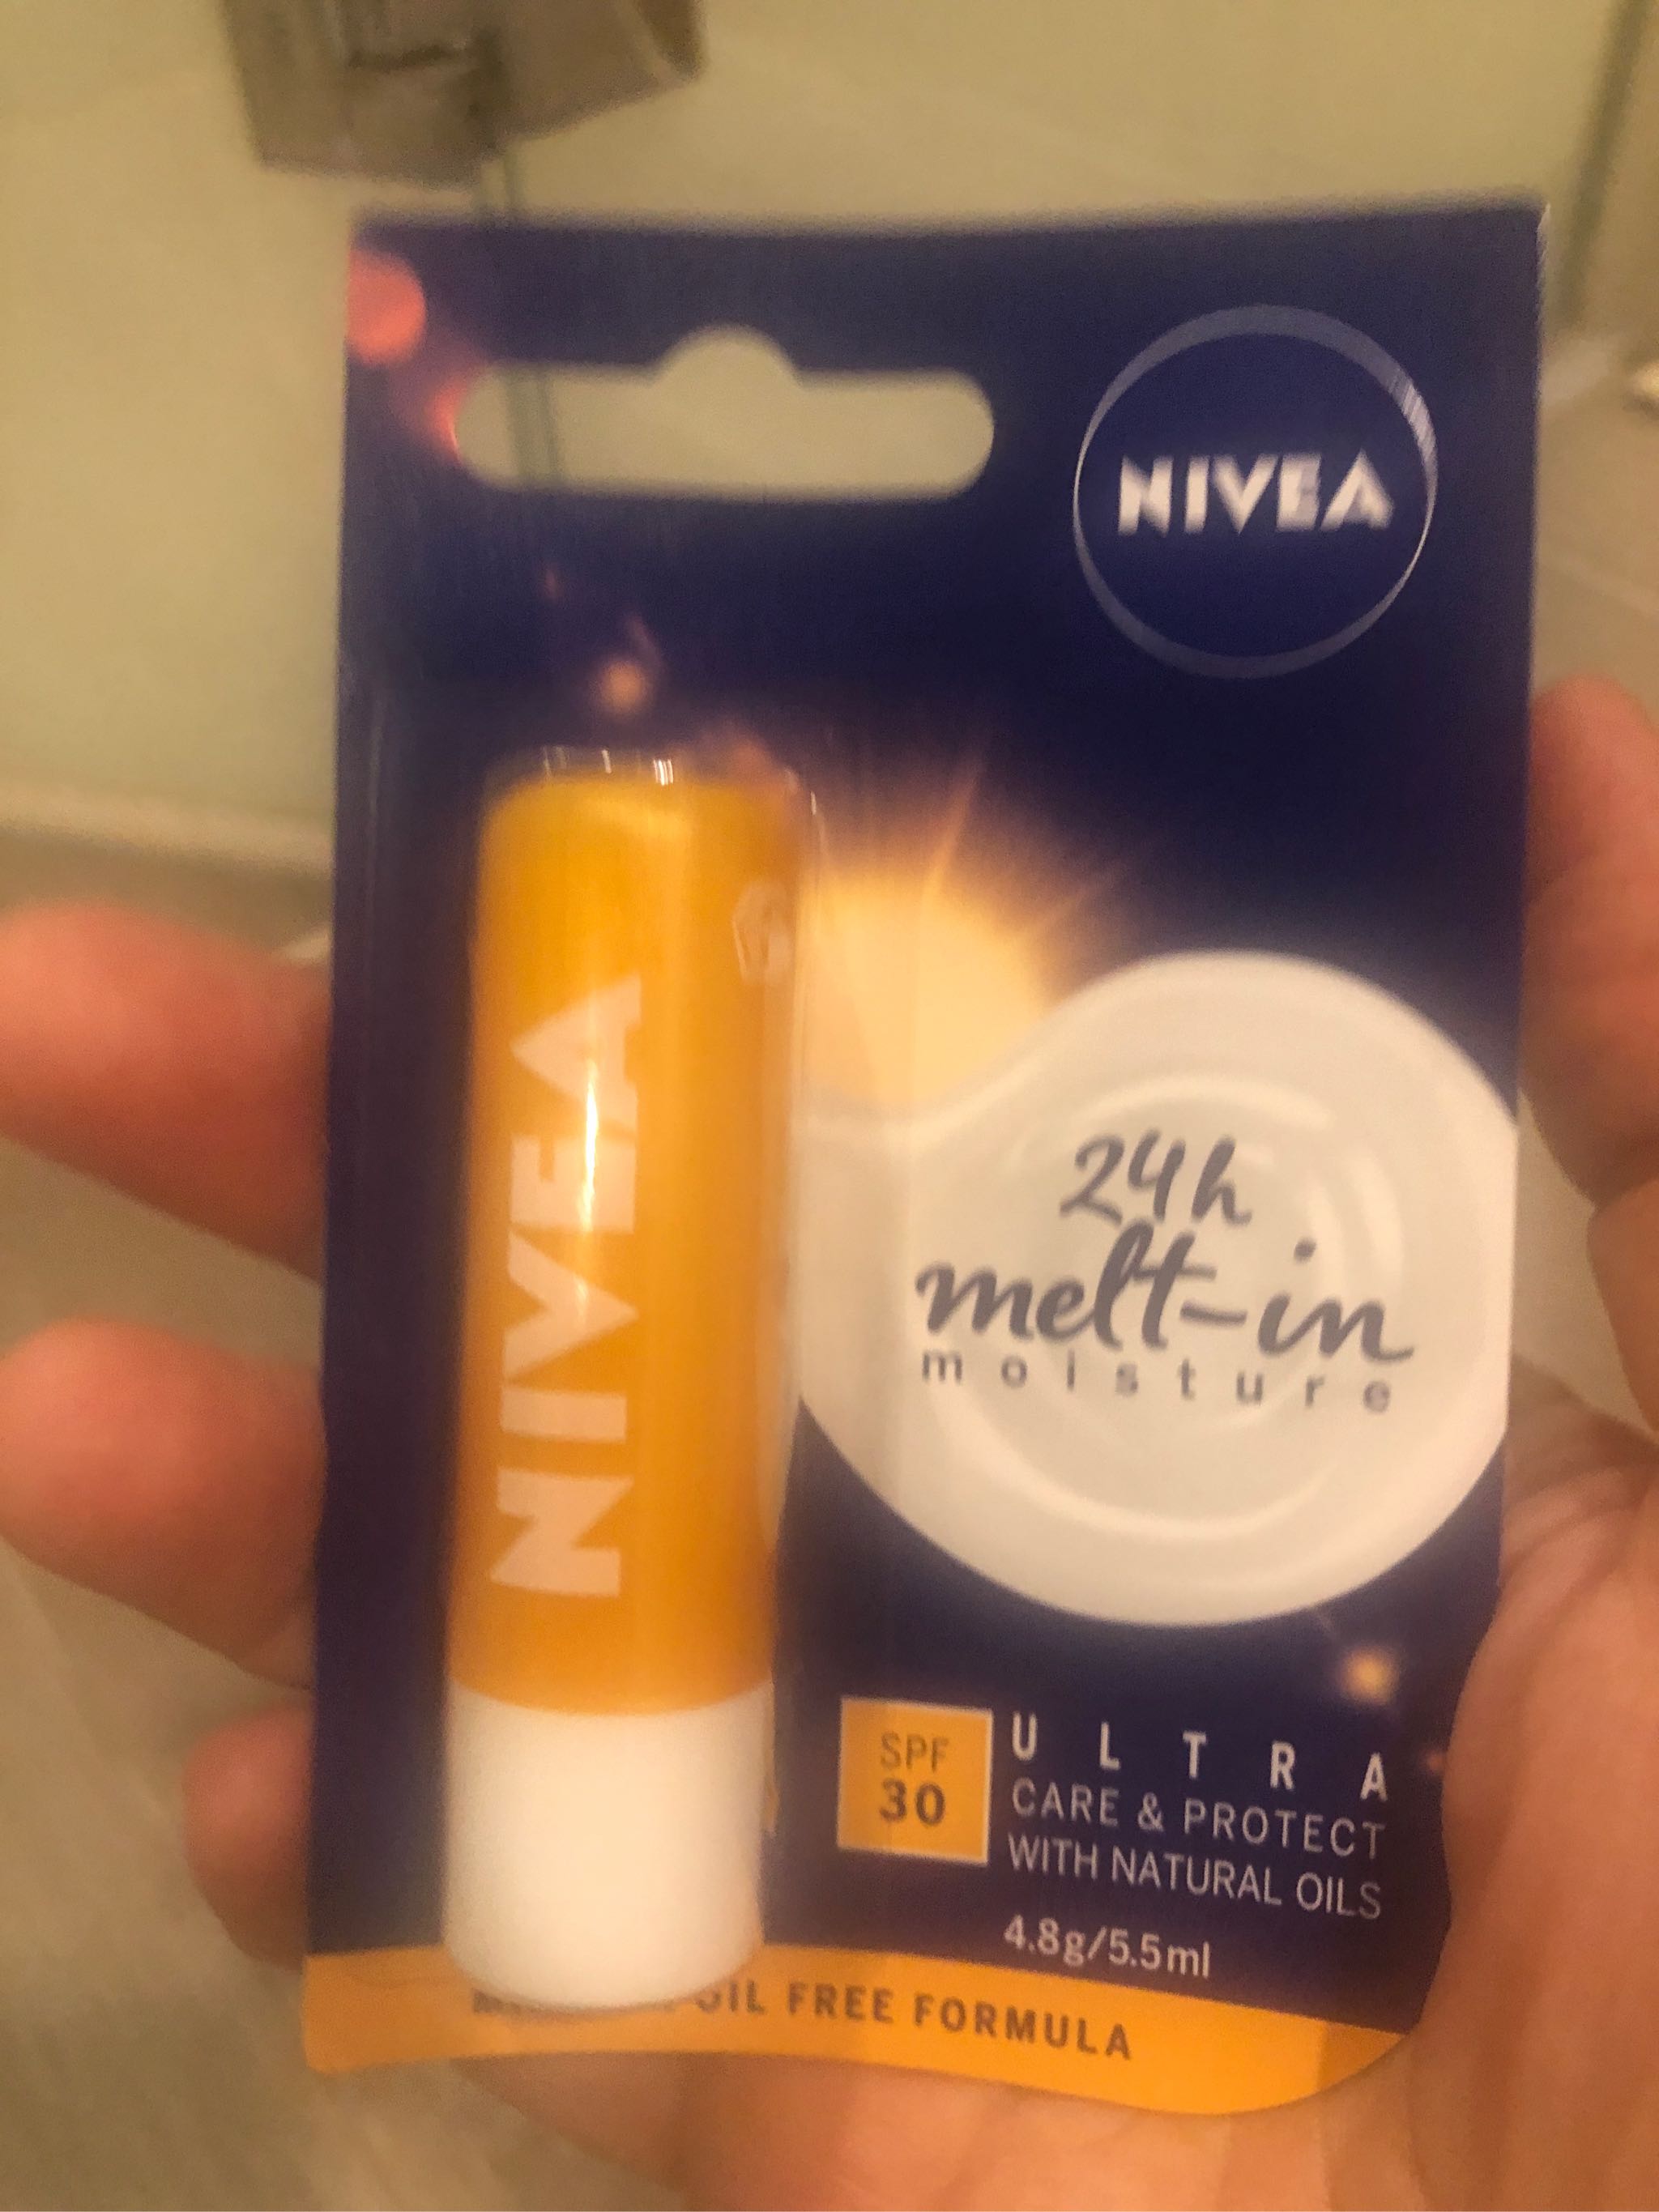 NIVEA
NIVEA
24h
melt-in
moisture
SPF
30
ULTRA
CARE & PROTECT
WITH NATURAL OILS
4.8g/5.5ml
OIL FREE FORMULA